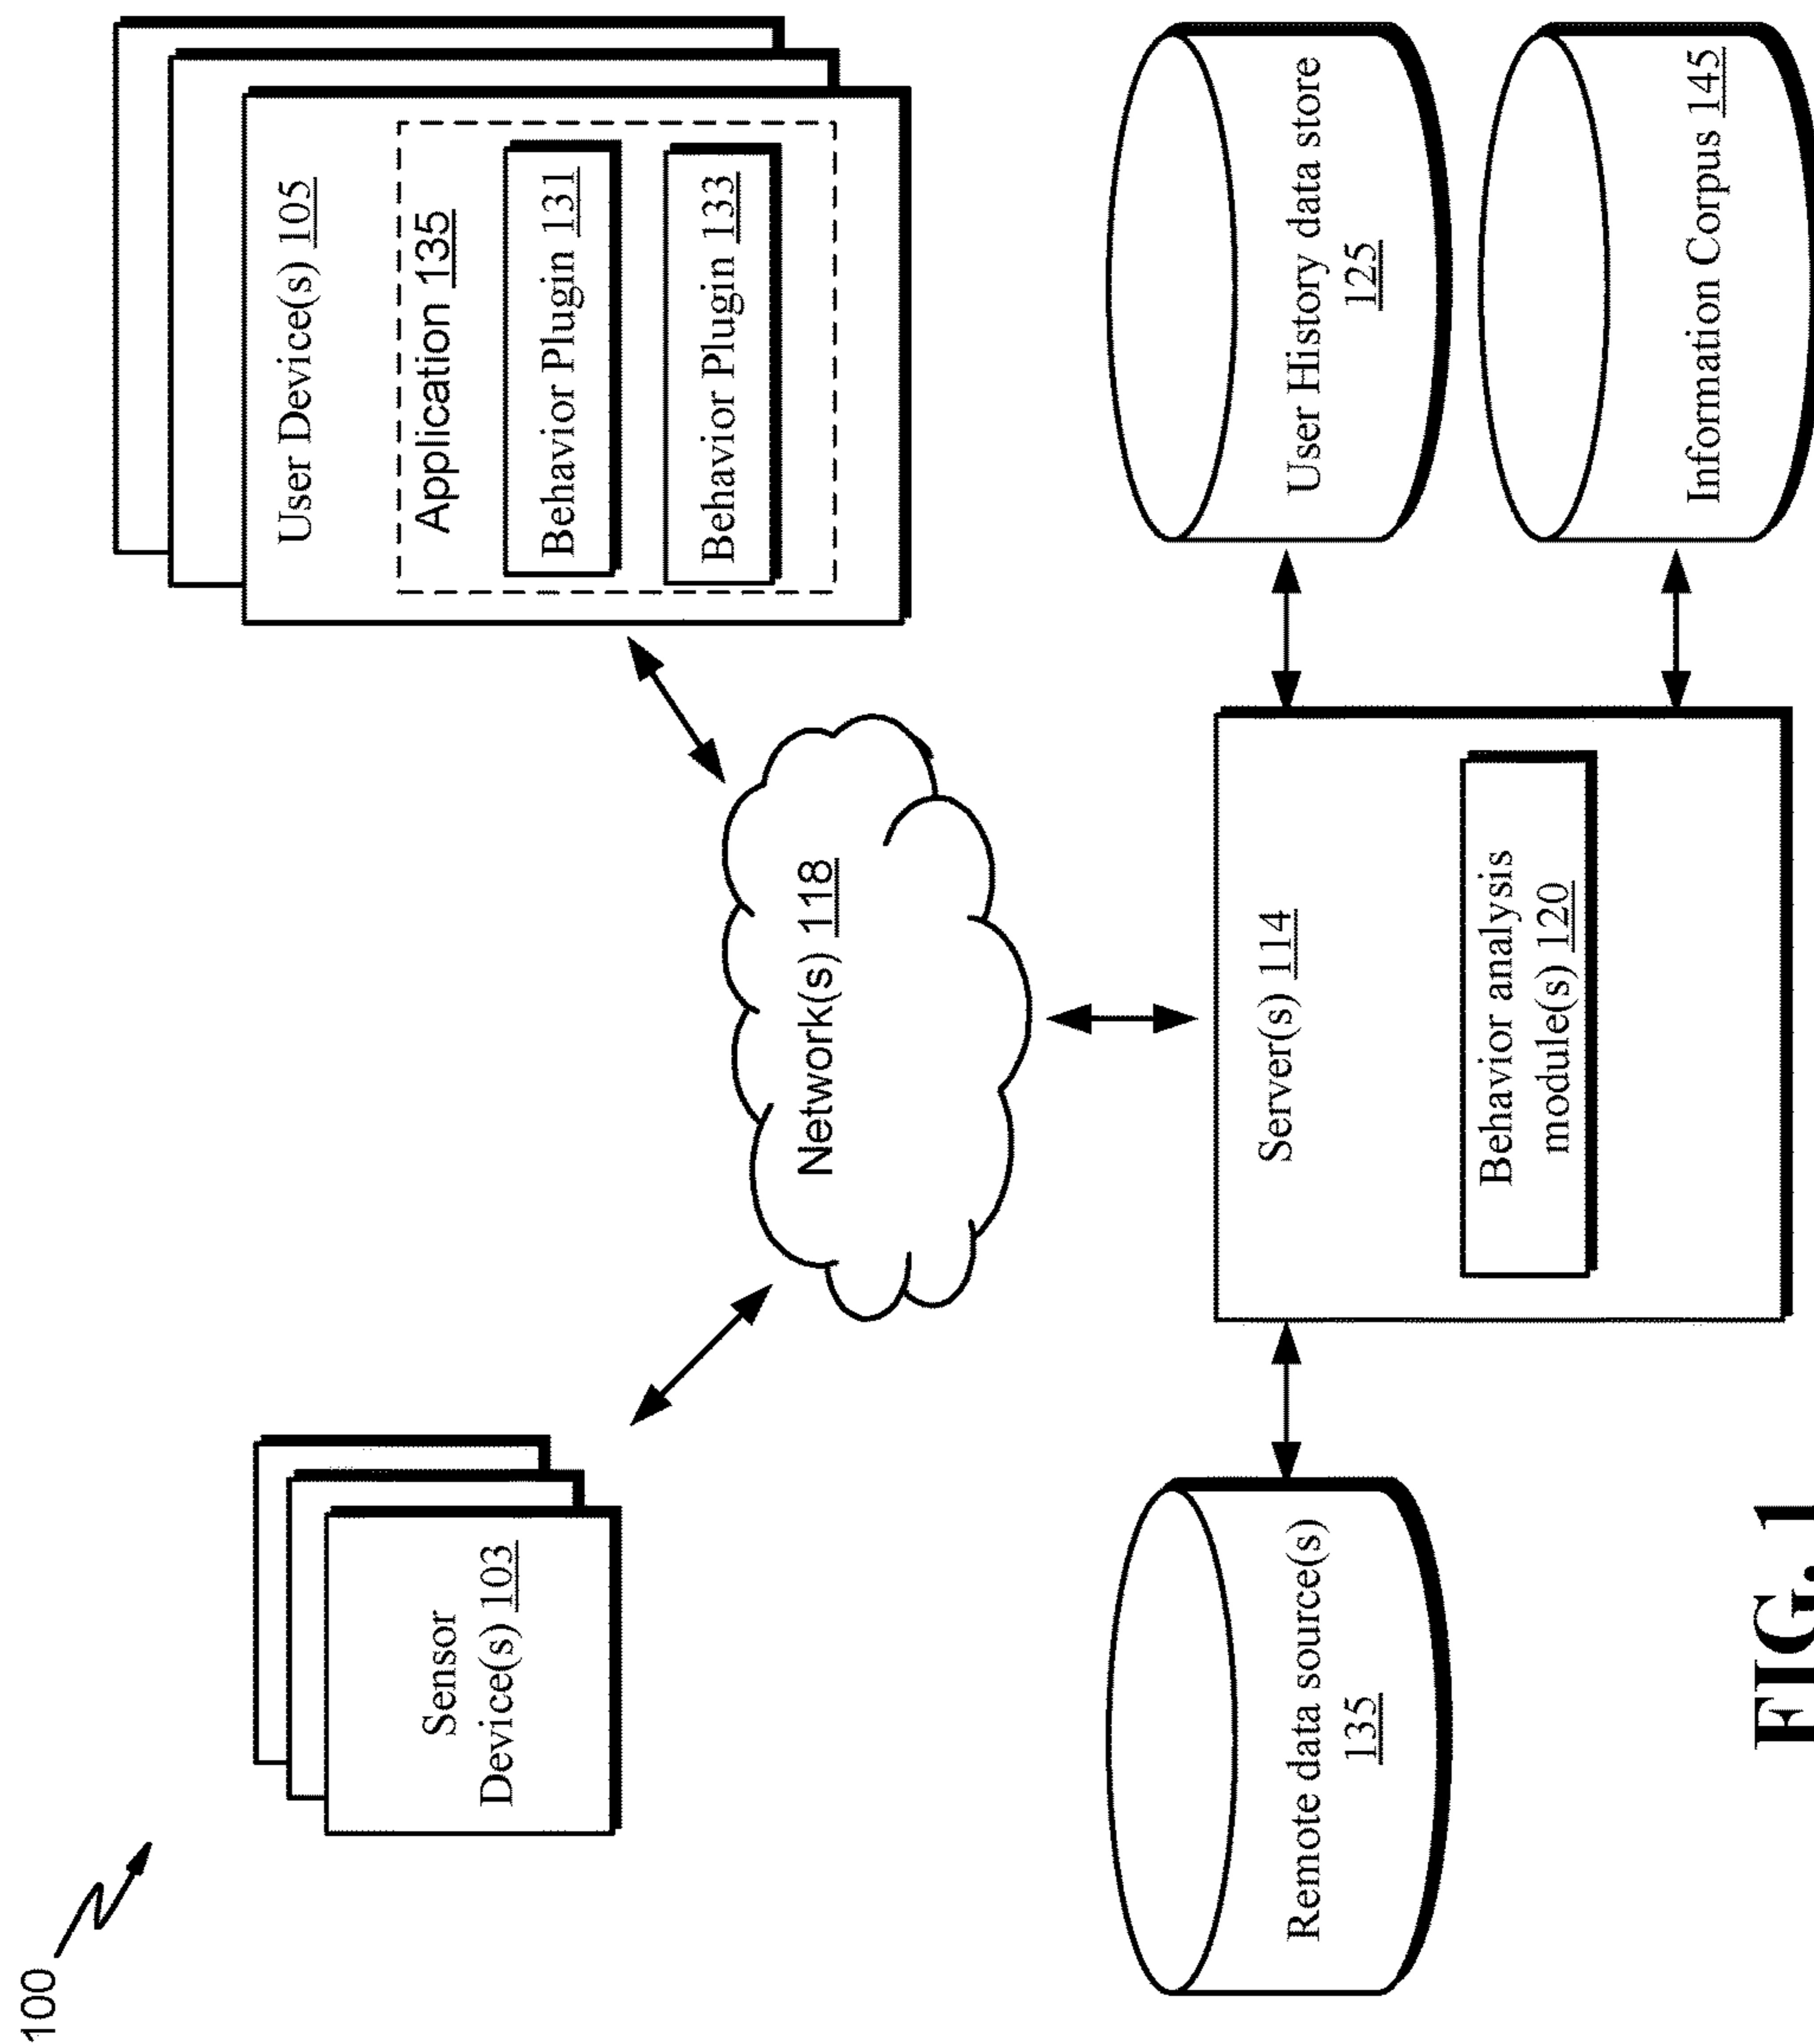 100
Sensor
Device(s) 103
User Device(s) 105
Application 135
Behavior Plugin 131
Behavior Plugin 133
Network(s) 118
Remote data source(s)
135
Server(s) 114
Behavior analysis
module(s) 120
User History data store
125
Information Corpus 145
FIG. 1